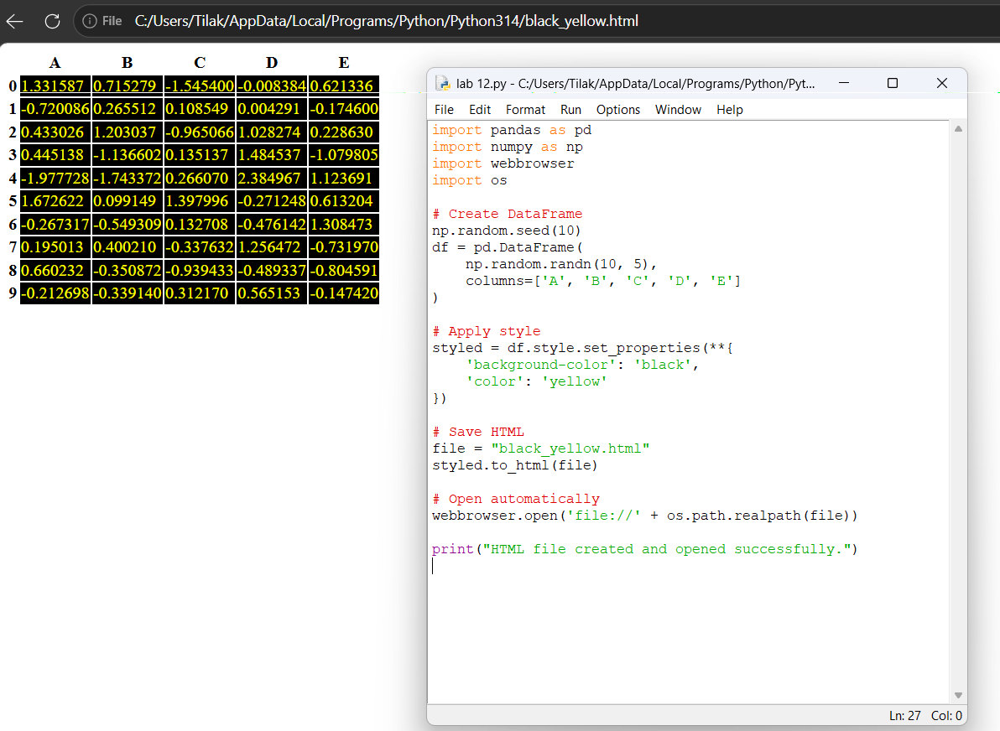 File C:/Users/Tilak/AppData/Local/Programs/Python/Python314/black_yellow.html
A B C D E
0 1.331587 0.715279 -1.545400 -0.008384 0.621336
1 -0.720086 0.265512 0.108549 0.004291 -0.174600
2 0.433026 1.203037 -0.965066 1.028274 0.228630
3 0.445138 -1.136602 0.135137 1.484537 -1.079805
4 -1.977728 -1.743372 0.266070 2.384967 1.123691
5 1.672622 0.099149 1.397996 -0.271248 0.613204
6 -0.267317 -0.549309 0.132708 -0.476142 1.308473
7 0.195013 0.400210 -0.337632 1.256472 -0.731970
8 0.660232 -0.350872 -0.939433 -0.489337 -0.804591
9 -0.212698 -0.339140 0.312170 0.565153 -0.147420
lab 12.py - C:/Users/Tilak/AppData/Local/Programs/Python/Pyt...
File Edit Format Run Options Window Help
import pandas as pd
import numpy as np
import webbrowser
import os
# Create DataFrame
np.random.seed(10)
df = pd.DataFrame(
    np.random.randn(10, 5),
    columns=['A', 'B', 'C', 'D', 'E']
)
# Apply style
styled = df.style.set_properties(**{
    'background-color': 'black',
    'color': 'yellow'
})
# Save HTML
file = "black_yellow.html"
styled.to_html(file)
# Open automatically
webbrowser.open('file://' + os.path.realpath(file))
print("HTML file created and opened successfully.")
Ln: 27 Col: 0